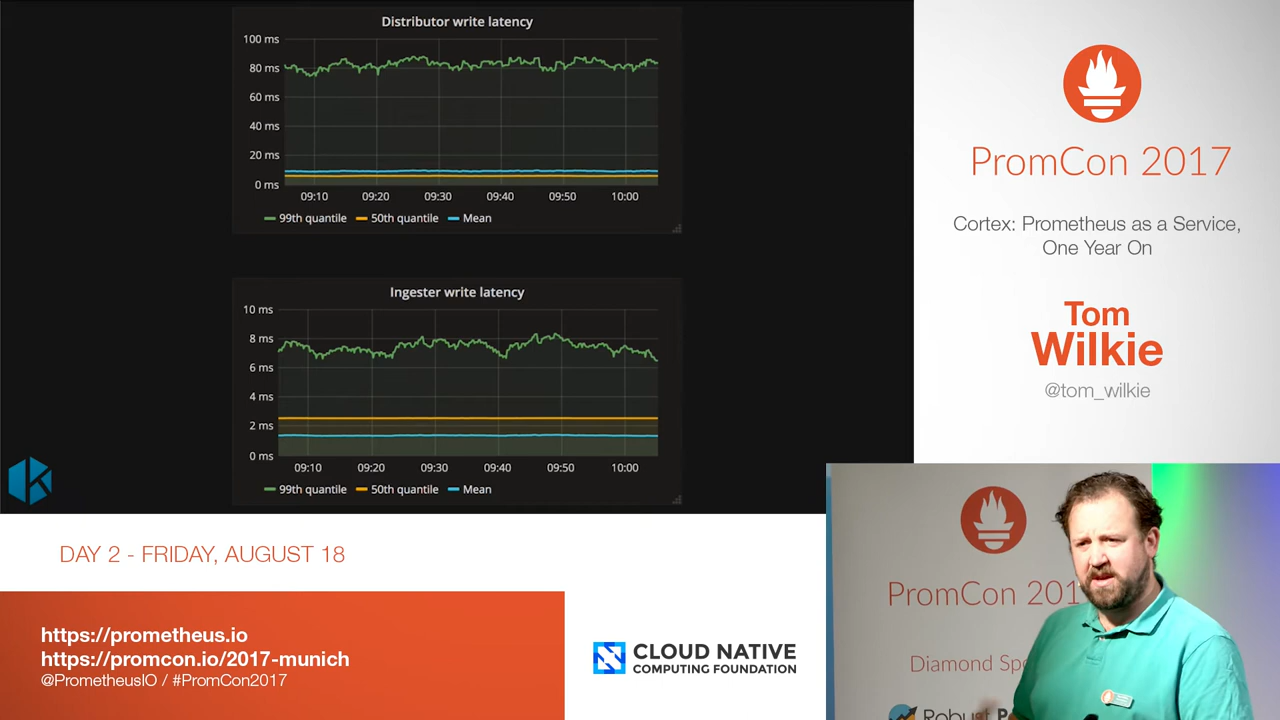 Distributor write latency
100 ms
80 ms
60 ms
40 ms
20 ms
0 ms
09:10 09:20 09:30 09:40 09:50 10:00
99th quantile 50th quantile Mean
Ingester write latency
10 ms
8 ms
6 ms
4 ms
2 ms
0 ms
09:10 09:20 09:30 09:40 09:50 10:00
99th quantile 50th quantile Mean
PromCon 2017
Cortex: Prometheus as a Service,
One Year On
Tom
Wilkie
@tom_wilkie
DAY 2 - FRIDAY, AUGUST 18
https://prometheus.io
https://promcon.io/2017-munich
@PrometheusIO / #PromCon2017
CLOUD NATIVE
COMPUTING FOUNDATION
PromCon 201
Diamond Spo
Robust